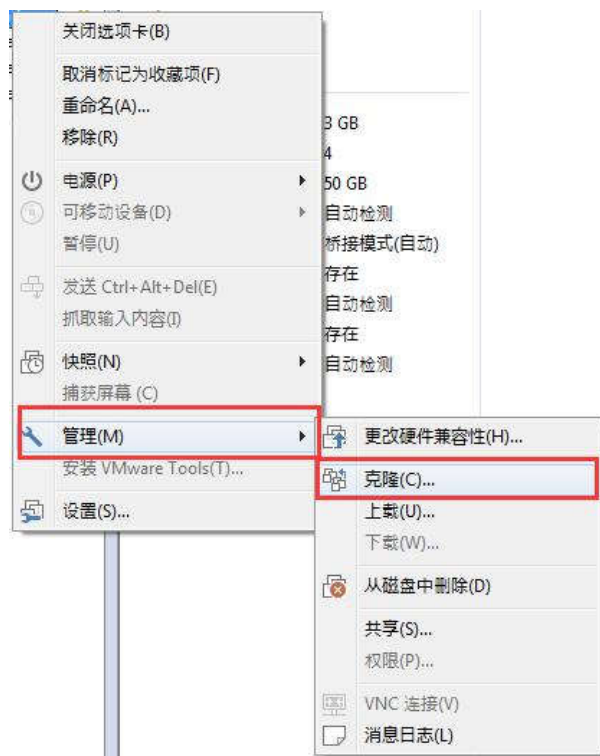 关闭选项卡(B)
取消标记为收藏项(F)
重命名(A)...
移除(R)
电源(P)
可移动设备(D)
暂停(U)
发送 Ctrl+Alt+Del(E)
抓取输入内容(I)
快照(N)
捕获屏幕 (C)
管理(M)
安装 VMware Tools(T)...
设置(S)...
3 GB
4
50 GB
自动检测
桥接模式(自动)
存在
自动检测
存在
自动检测
更改硬件兼容性(H)...
克隆(C)...
上载(U)...
下载(W)...
从磁盘中删除(D)
共享(S)...
权限(P)...
VNC 连接(V)
消息日志(L)